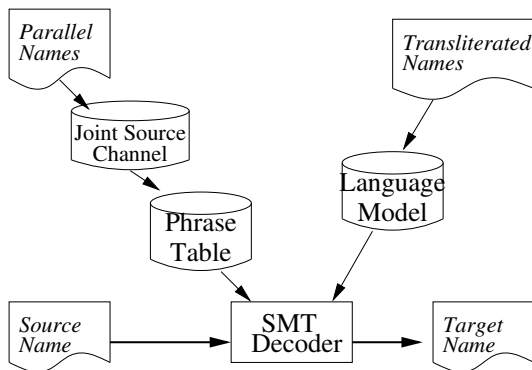 Parallel
Names
Transliterated
Names
Joint Source
Channel
Language
Model
Phrase
Table
Source
Name
SMT
Decoder
Target
Name